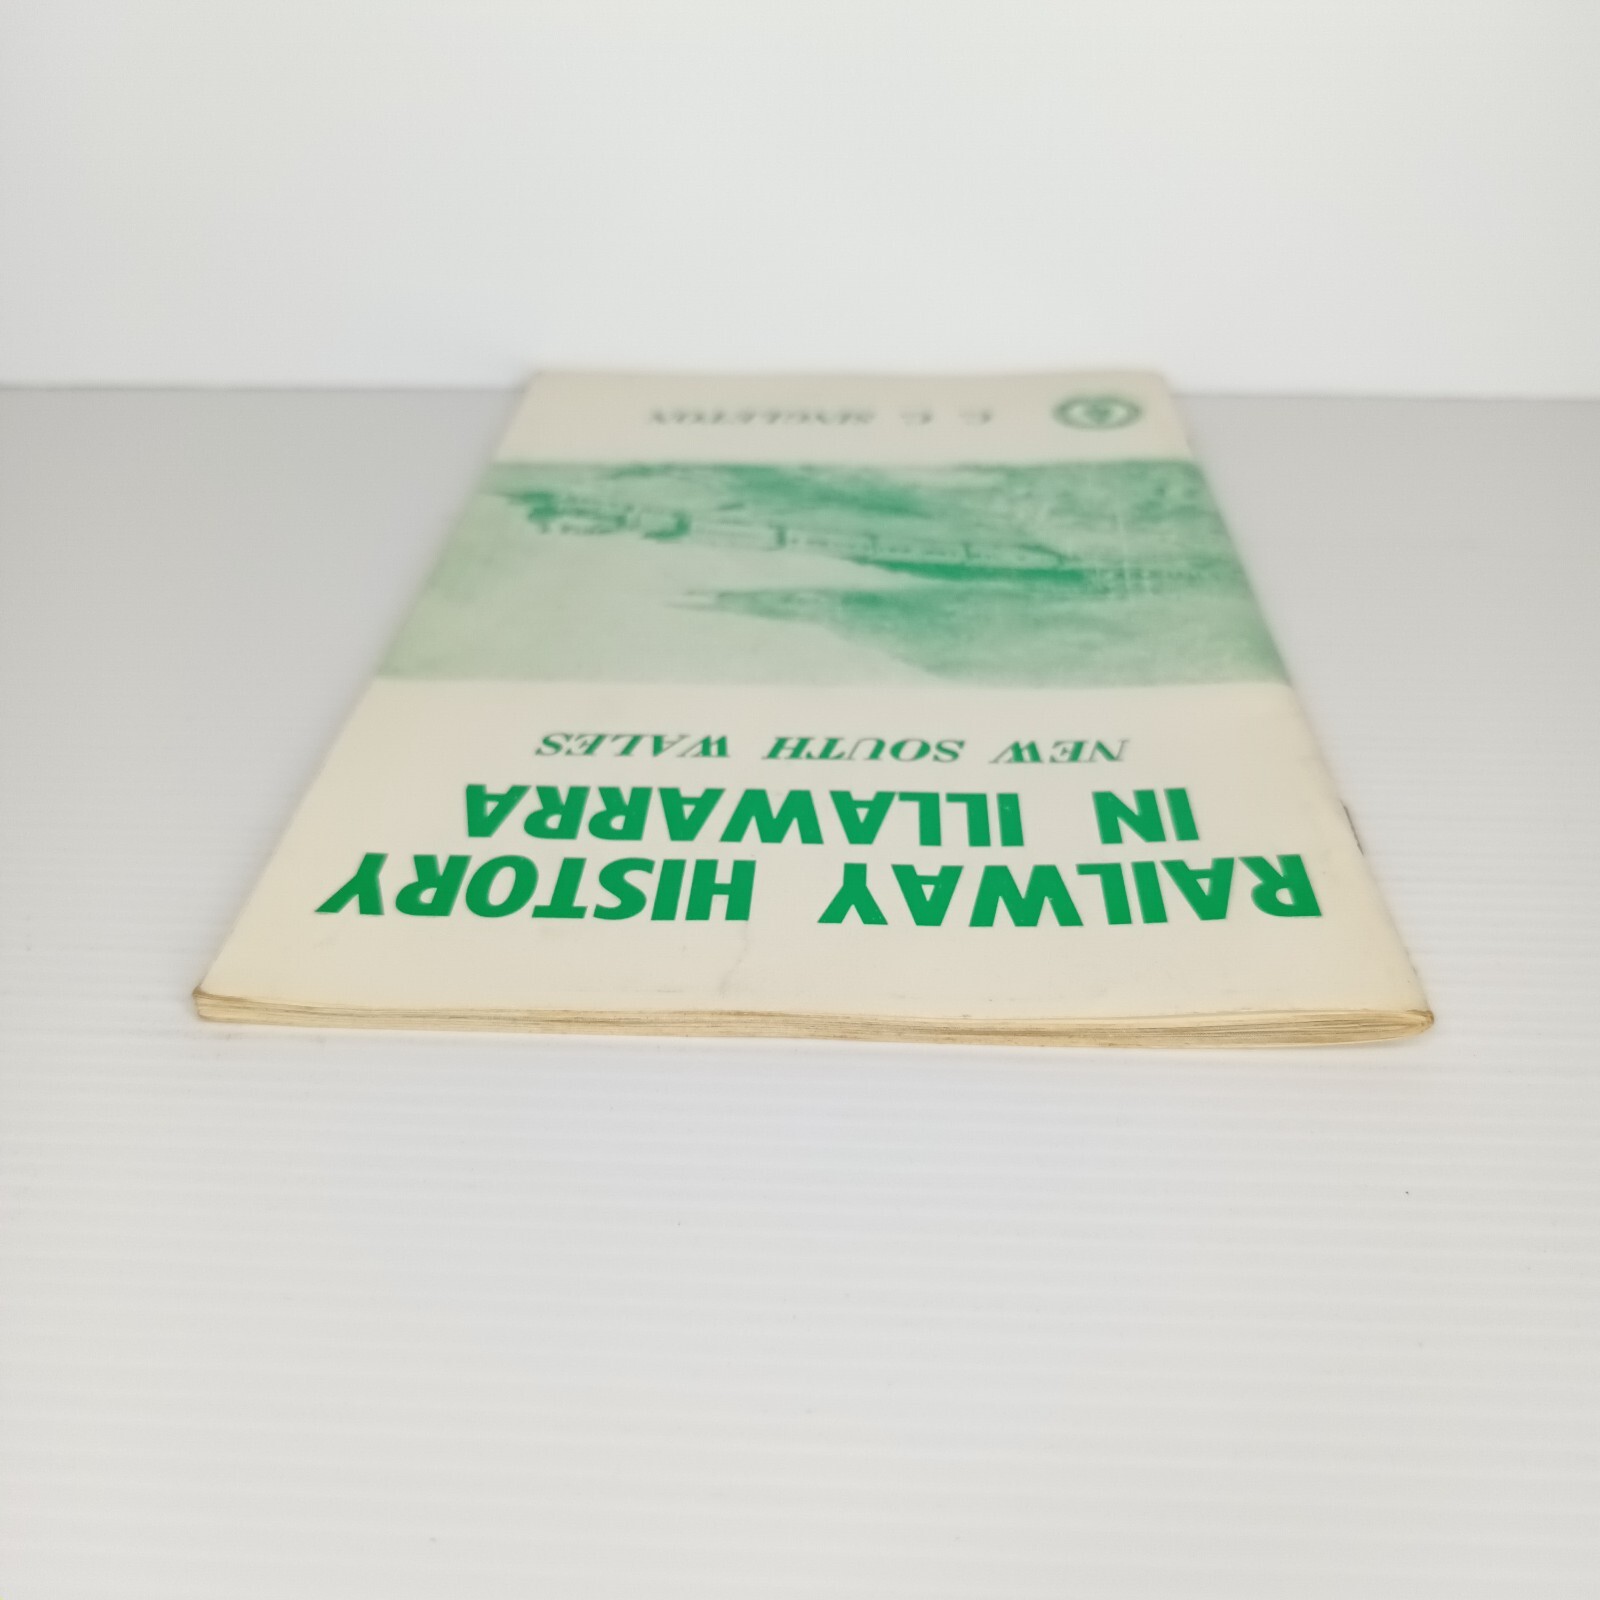 RAILWAY HISTORY
IN ILLAWARRA
NEW SOUTH WALES
C. C. SINGLETON